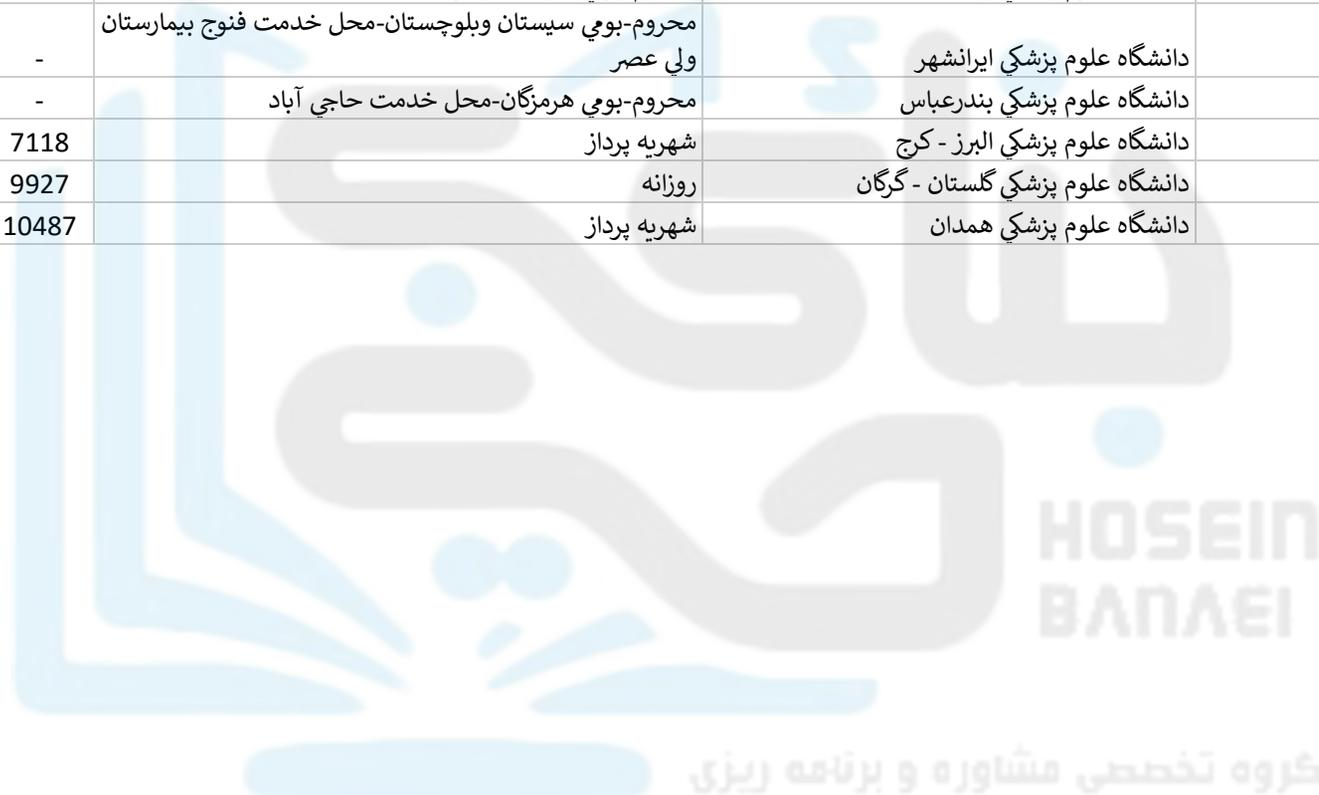 محروم-بومي سيستان وبلوچستان-محل خدمت فنوج بيمارستان
دانشگاه علوم پزشكي ايرانشهر ولي عصر -
دانشگاه علوم پزشكي بندرعباس محروم-بومي هرمزگان-محل خدمت حاجي آباد -
دانشگاه علوم پزشكي البرز - كرج شهريه پرداز 7118
دانشگاه علوم پزشكي گلستان - گرگان روزانه 9927
دانشگاه علوم پزشكي همدان شهريه پرداز 10487
HOSEIN
BANAEI
گروه تخصصی مشاوره و برنامه ریزی